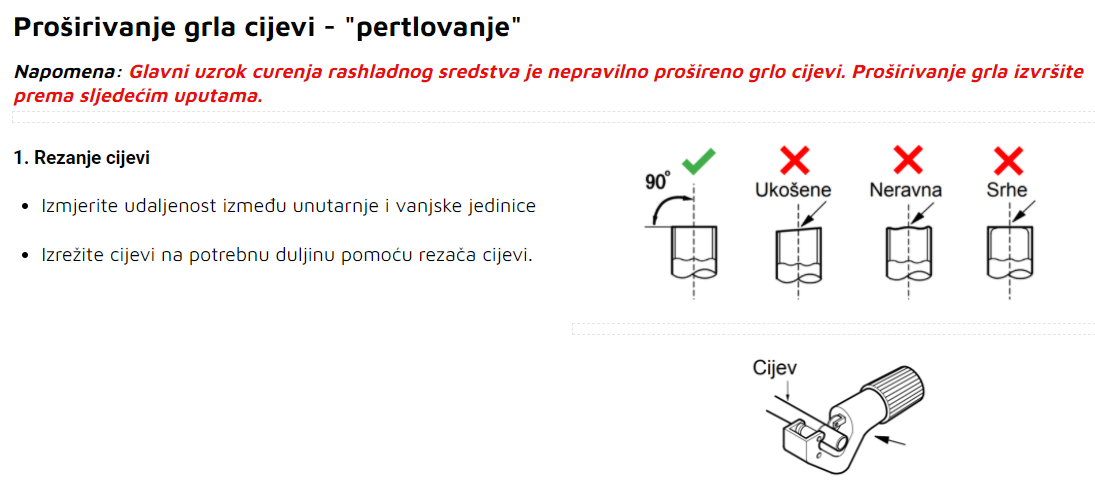 Proširivanje grla cijevi - "pertlovanje"
Napomena: Glavni uzrok curenja rashladnog sredstva je nepravilno prošireno grlo cijevi. Proširivanje grla izvršite
prema sljedećim uputama.
1. Rezanje cijevi
• Izmjerite udaljenost između unutarnje i vanjske jedinice
• Izrežite cijevi na potrebnu duljinu pomoću rezača cijevi.
90°
Ukošene
Neravna
Srhe
Cijev